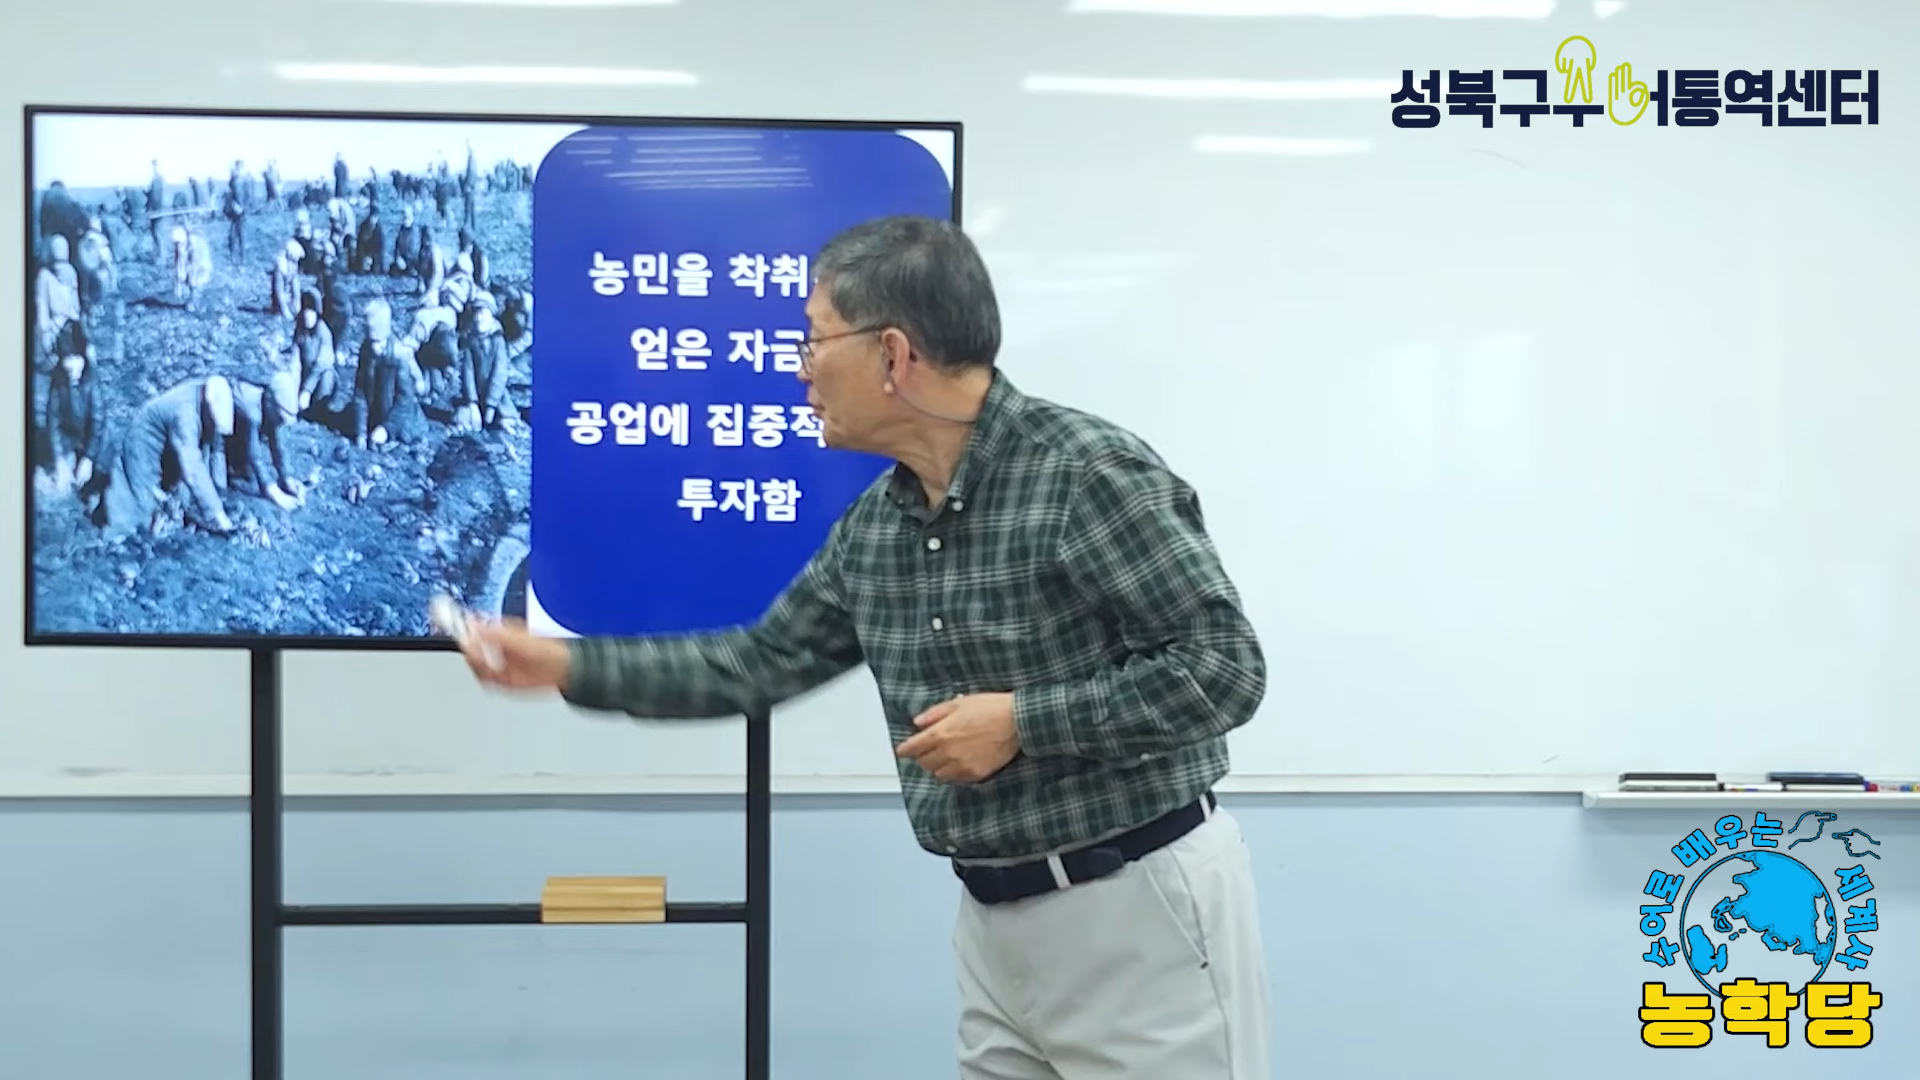 성북구수어통역센터
농민을 착취
얻은 자금
공업에 집중적
투자함
수어로 배우는 세계사
농학당